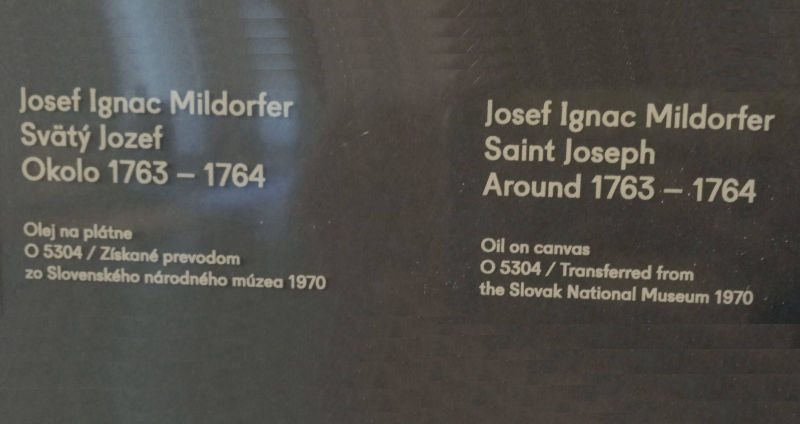 Josef Ignac Mildorfer
Svätý Jozef
Okolo 1763 – 1764
Olej na plátne
O 5304 / Získané prevodom
zo Slovenského národného múzea 1970
Josef Ignac Mildorfer
Saint Joseph
Around 1763 – 1764
Oil on canvas
O 5304 / Transferred from
the Slovak National Museum 1970